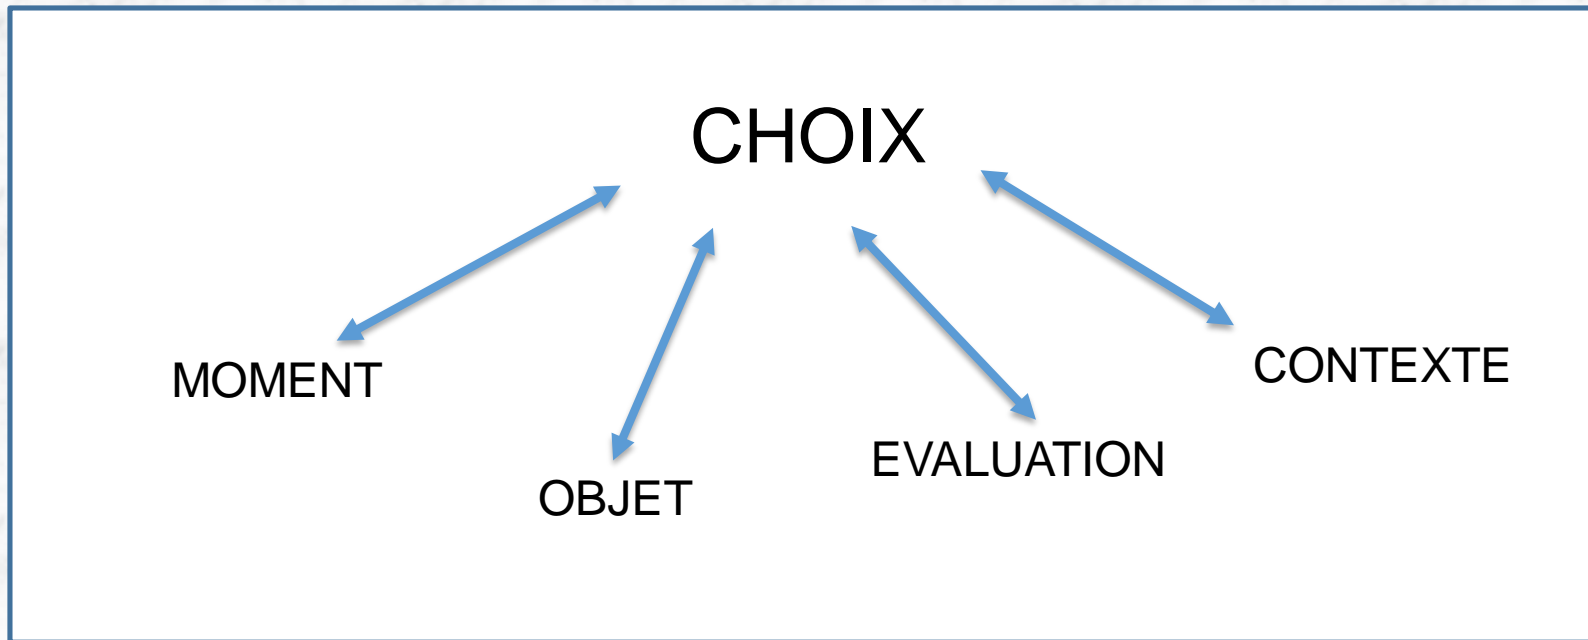 CHOIX
MOMENT
OBJET
EVALUATION
CONTEXTE